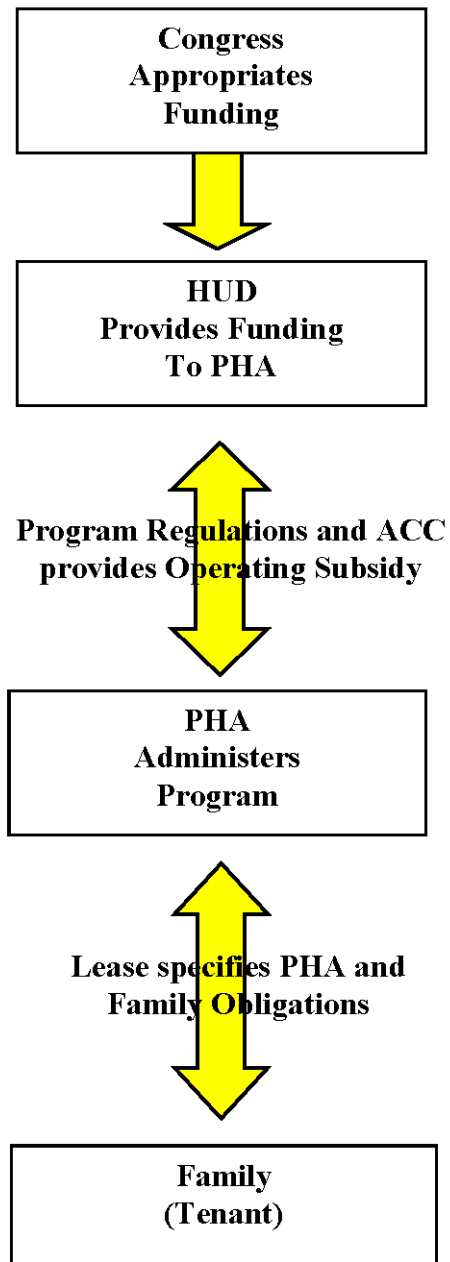 Congress
Appropriates
Funding
HUD
Provides Funding
To PHA
Program Regulations and ACC
provides Operating Subsidy
PHA
Administers
Program
Lease specifies PHA and
Family Obligations
Family
(Tenant)